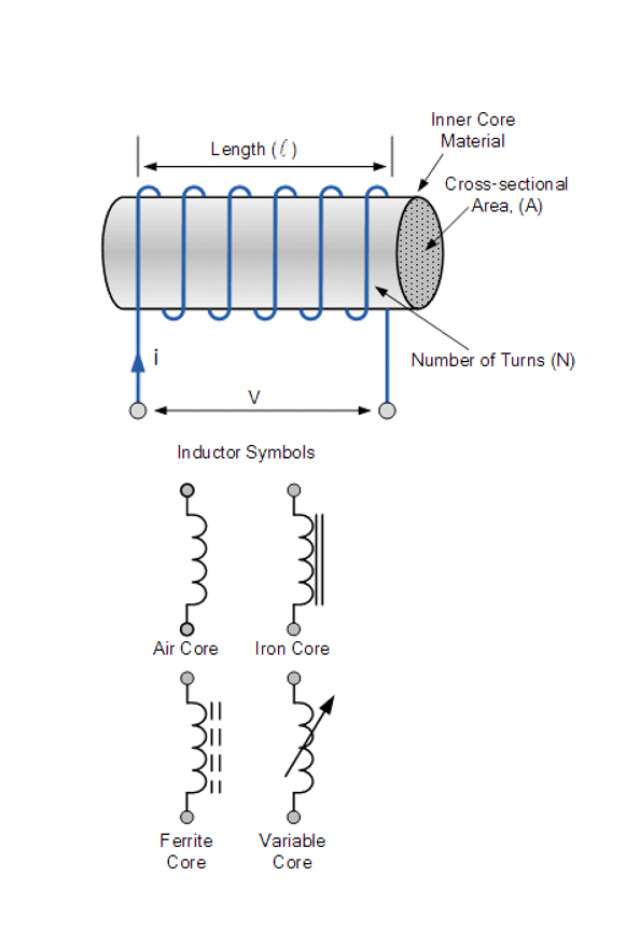 Inner Core
Material
Length (ℓ)
Cross-sectional
Area, (A)
i
Number of Turns (N)
V
Inductor Symbols
Air Core
Iron Core
Ferrite
Core
Variable
Core